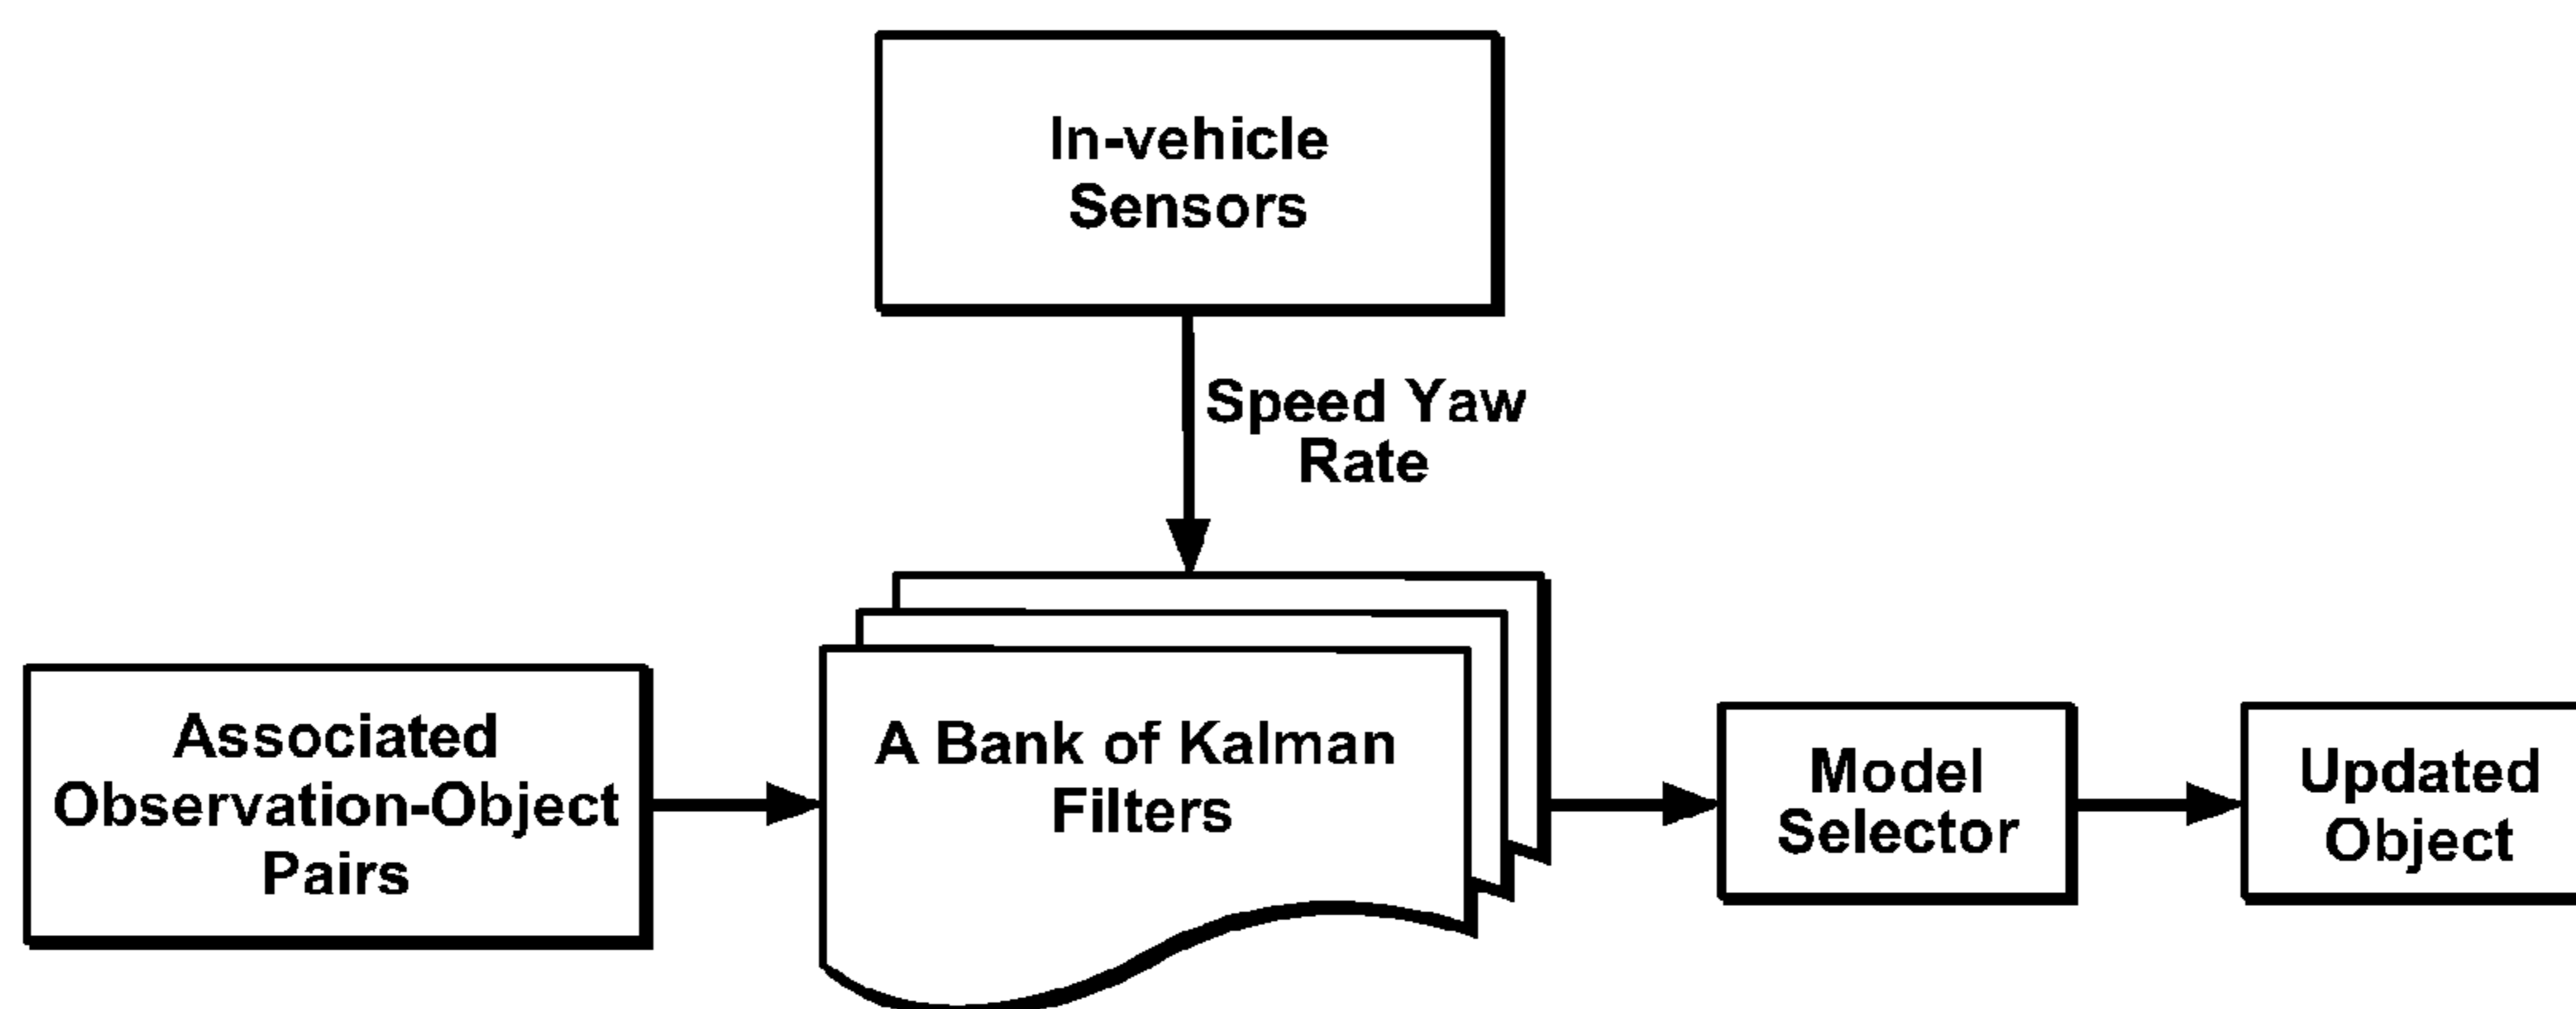 In-vehicle
Sensors
Speed Yaw
Rate
Associated
Observation-Object
Pairs
A Bank of Kalman
Filters
Model
Selector
Updated
Object